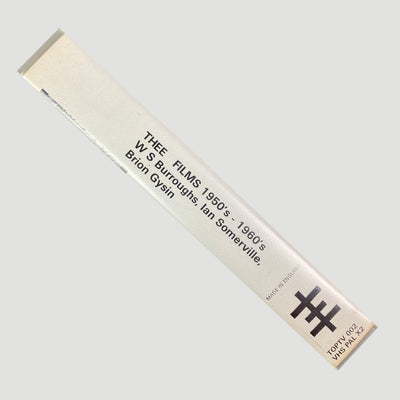 THEE FILMS 1950's - 1960's
W S Burroughs, Ian Somerville,
Brion Gysin
MADE IN ENGLAND
TOPTV 002
VHS PAL X2